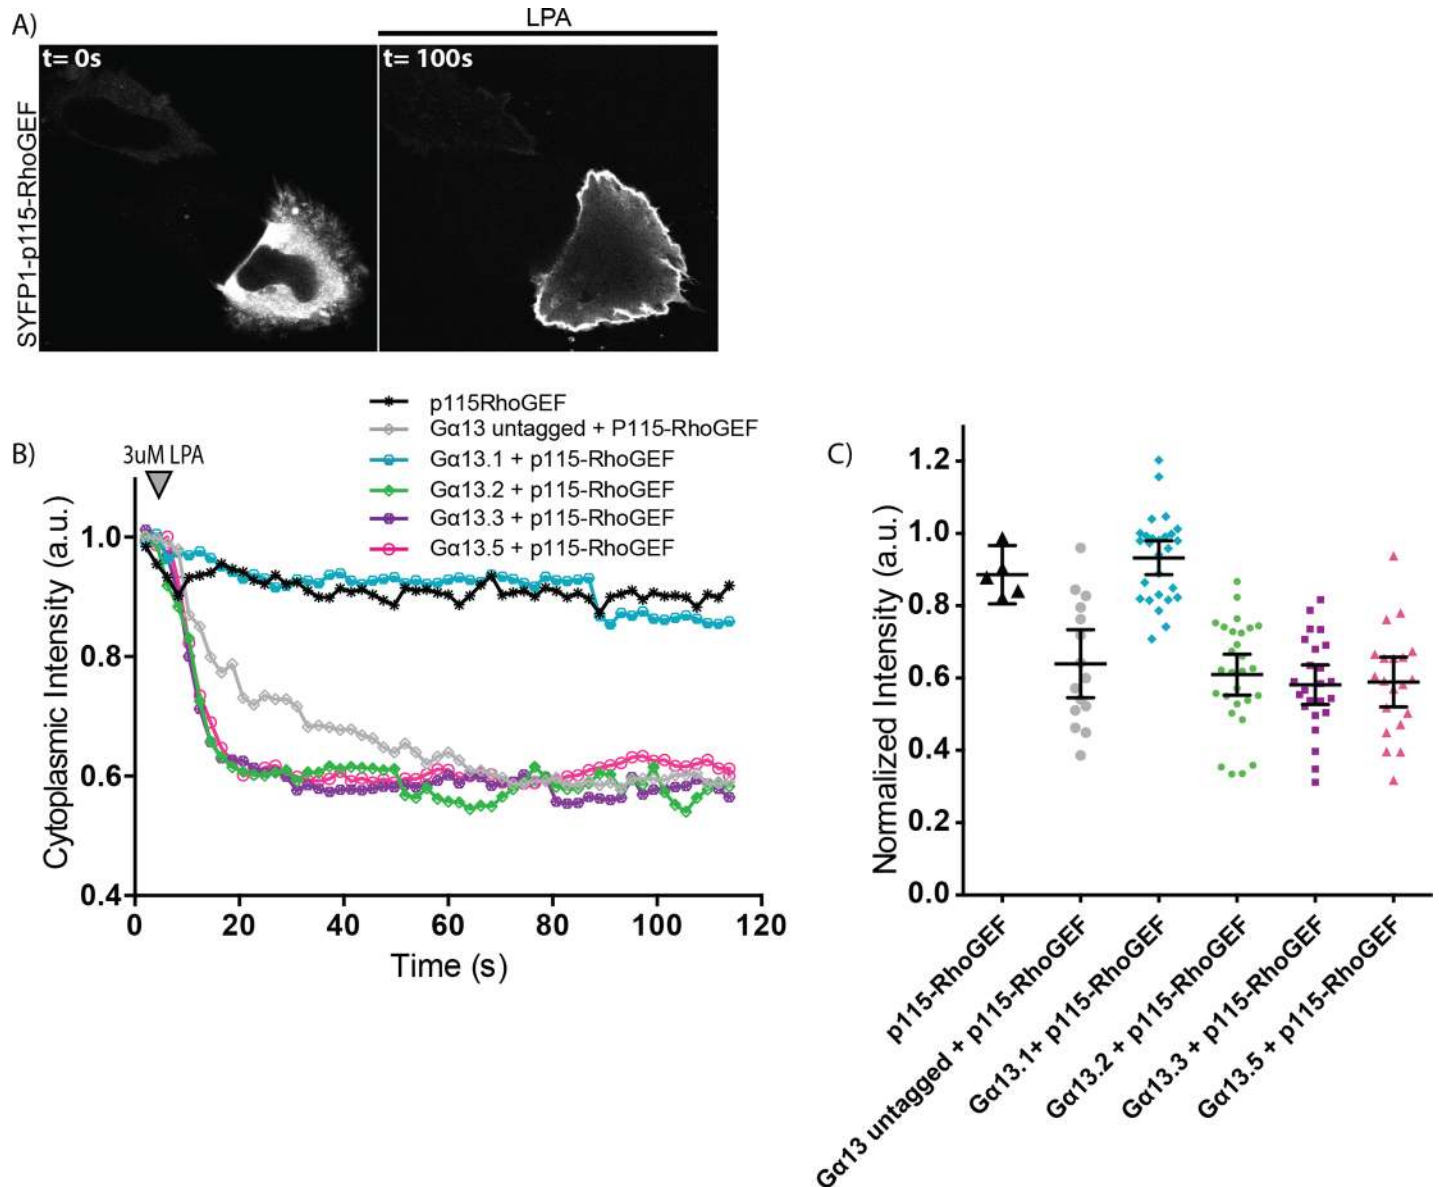 A)
LPA
t= 0s
t= 100s
SYFP1-p115-RhoGEF
B)
3uM LPA
p115RhoGEF
Gα13 untagged + P115-RhoGEF
Gα13.1 + p115-RhoGEF
Gα13.2 + p115-RhoGEF
Gα13.3 + p115-RhoGEF
Gα13.5 + p115-RhoGEF
Cytoplasmic Intensity (a.u.)
1.0
0.8
0.6
0.4
0 20 40 60 80 100 120
Time (s)
C)
Normalized Intensity (a.u.)
1.2
1.0
0.8
0.6
0.4
0.2
0.0
p115-RhoGEF
Gα13 untagged + p115-RhoGEF
Gα13.1+ p115-RhoGEF
Gα13.2 + p115-RhoGEF
Gα13.3 + p115-RhoGEF
Gα13.5 + p115-RhoGEF